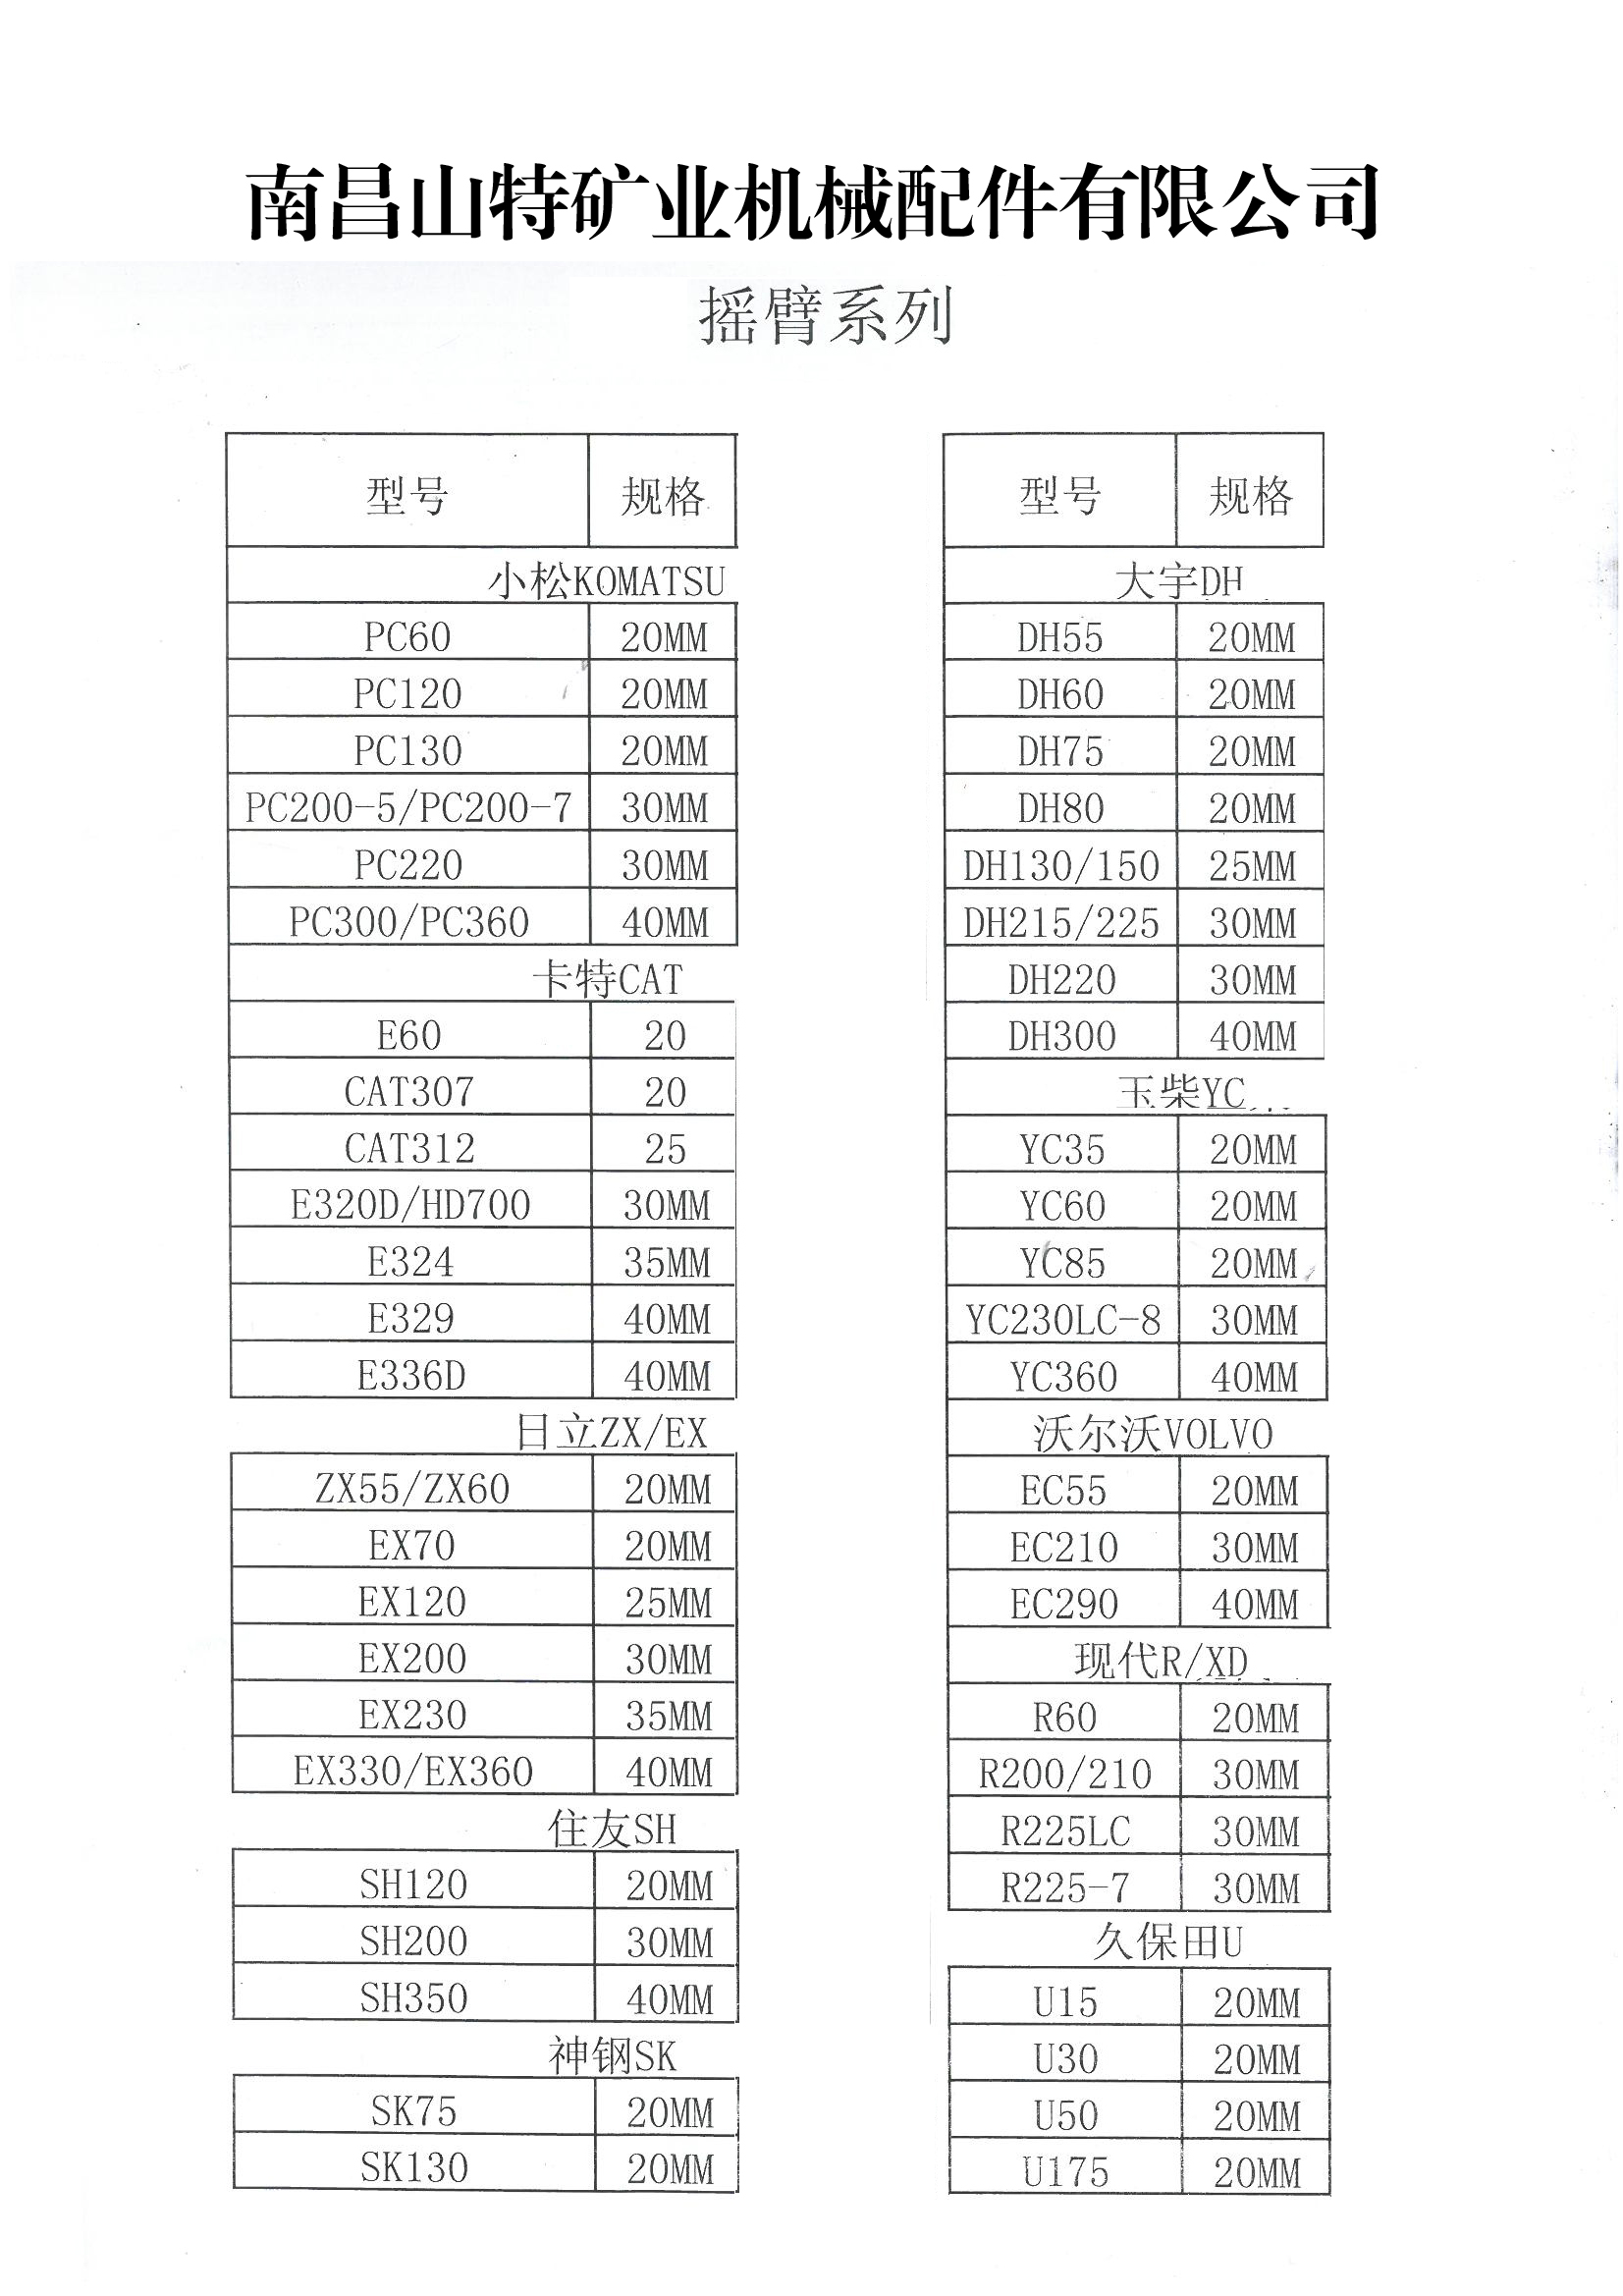 南昌山特矿业机械配件有限公司
摇臂系列
型号 规格
小松KOMATSU
PC60 20MM
PC120 20MM
PC130 20MM
PC200-5/PC200-7 30MM
PC220 30MM
PC300/PC360 40MM
卡特CAT
E60 20
CAT307 20
CAT312 25
E320D/HD700 30MM
E324 35MM
E329 40MM
E336D 40MM
日立ZX/EX
ZX55/ZX60 20MM
EX70 20MM
EX120 25MM
EX200 30MM
EX230 35MM
EX330/EX360 40MM
住友SH
SH120 20MM
SH200 30MM
SH350 40MM
神钢SK
SK75 20MM
SK130 20MM
型号 规格
大宇DH
DH55 20MM
DH60 20MM
DH75 20MM
DH80 20MM
DH130/150 25MM
DH215/225 30MM
DH220 30MM
DH300 40MM
玉柴YC
YC35 20MM
YC60 20MM
YC85 20MM
YC230LC-8 30MM
YC360 40MM
沃尔沃VOLVO
EC55 20MM
EC210 30MM
EC290 40MM
现代R/XD
R60 20MM
R200/210 30MM
R225LC 30MM
R225-7 30MM
久保田U
U15 20MM
U30 20MM
U50 20MM
U175 20MM